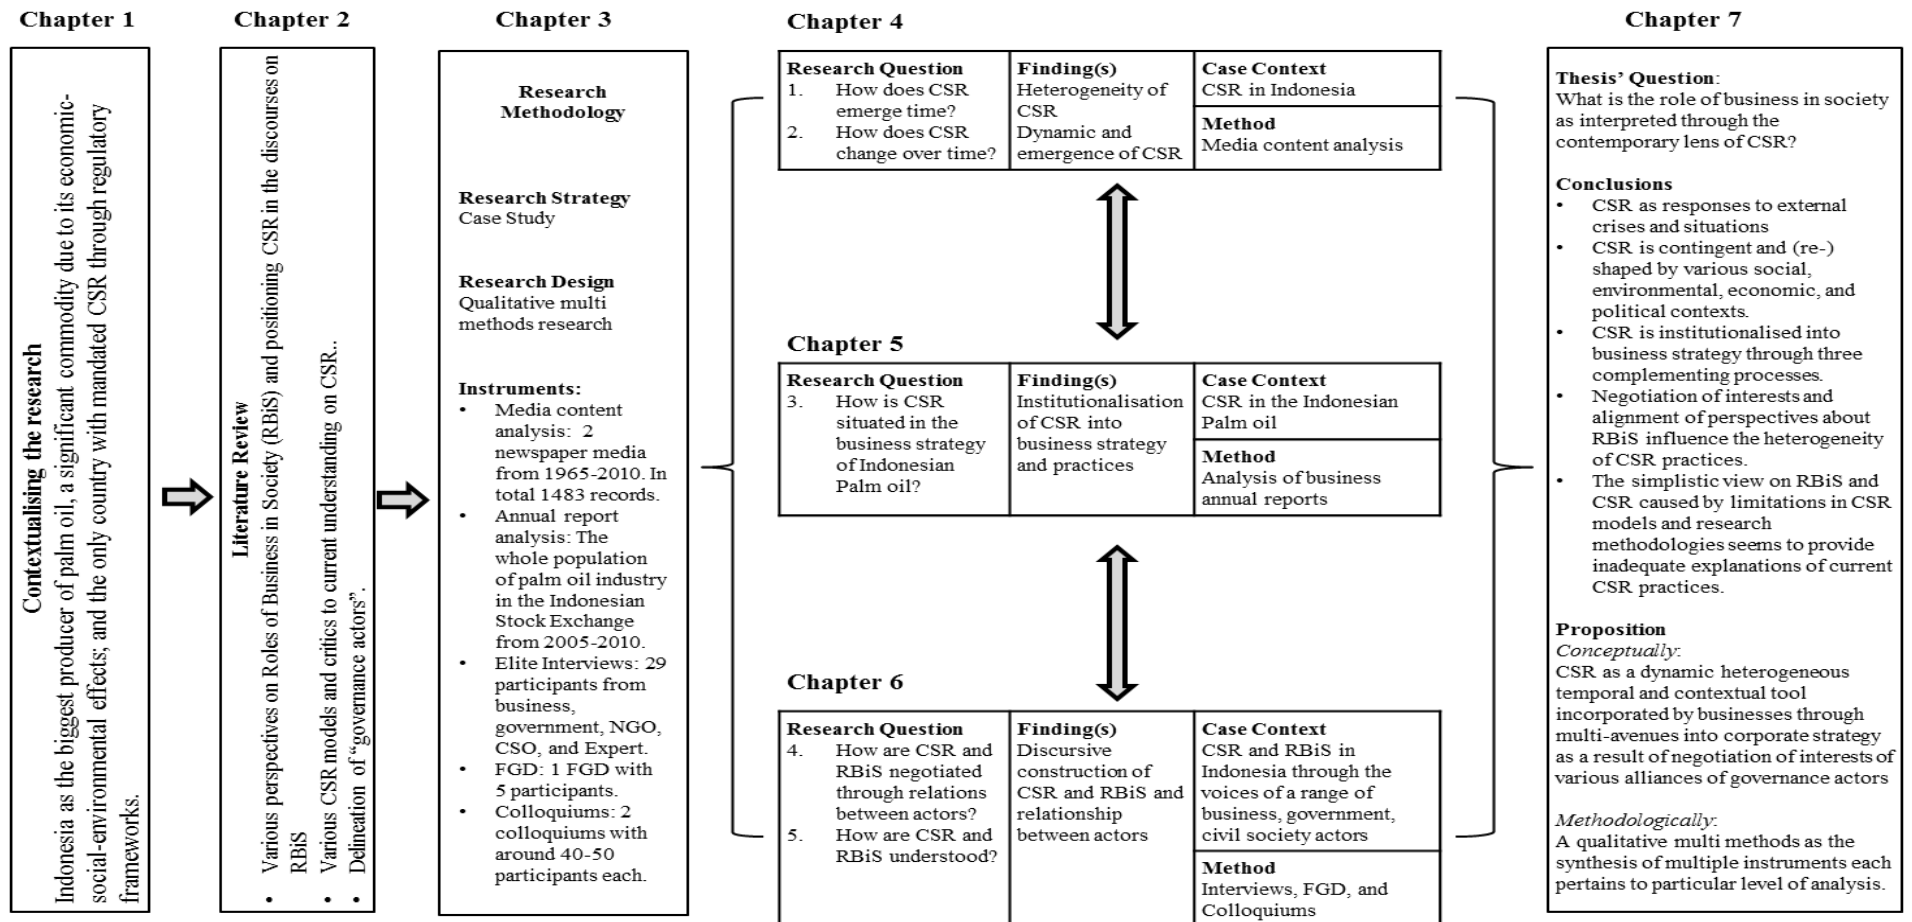 Chapter 1
Contextualising the research
Indonesia as the biggest producer of palm oil, a significant commodity due to its economic-
social-environmental effects; and the only country with mandated CSR through regulatory
frameworks.
Chapter 2
Literature Review
• Various perspectives on Roles of Business in Society (RBiS) and positioning CSR in the discourses on
RBiS
• Various CSR models and critics to current understanding on CSR..
• Delineation of “governance actors”.
Chapter 3
Research
Methodology
Research Strategy
Case Study
Research Design
Qualitative multi
methods research
Instruments:
• Media content
analysis: 2
newspaper media
from 1965-2010. In
total 1483 records.
• Annual report
analysis: The
whole population
of palm oil industry
in the Indonesian
Stock Exchange
from 2005-2010.
• Elite Interviews: 29
participants from
business,
government, NGO,
CSO, and Expert.
• FGD: 1 FGD with
5 participants.
• Colloquiums: 2
colloquiums with
around 40-50
participants each.
Chapter 4
Research Question
1. How does CSR
emerge time?
2. How does CSR
change over time?
Finding(s)
Heterogeneity of
CSR
Dynamic and
emergence of CSR
Case Context
CSR in Indonesia
Method
Media content analysis
Chapter 5
Research Question
3. How is CSR
situated in the
business strategy
of Indonesian
Palm oil?
Finding(s)
Institutionalisation
of CSR into
business strategy
and practices
Case Context
CSR in the Indonesian
Palm oil
Method
Analysis of business
annual reports
Chapter 6
Research Question
4. How are CSR and
RBiS negotiated
through relations
between actors?
5. How are CSR and
RBiS understood?
Finding(s)
Discursive
construction of
CSR and RBiS and
relationship
between actors
Case Context
CSR and RBiS in
Indonesia through the
voices of a range of
business, government,
civil society actors
Method
Interviews, FGD, and
Colloquiums
Chapter 7
Thesis’ Question:
What is the role of business in society
as interpreted through the
contemporary lens of CSR?
Conclusions
• CSR as responses to external
crises and situations
• CSR is contingent and (re-)
shaped by various social,
environmental, economic, and
political contexts.
• CSR is institutionalised into
business strategy through three
complementing processes.
• Negotiation of interests and
alignment of perspectives about
RBiS influence the heterogeneity
of CSR practices.
• The simplistic view on RBiS and
CSR caused by limitations in CSR
models and research
methodologies seems to provide
inadequate explanations of current
CSR practices.
Proposition
Conceptually:
CSR as a dynamic heterogeneous
temporal and contextual tool
incorporated by businesses through
multi-avenues into corporate strategy
as a result of negotiation of interests of
various alliances of governance actors
Methodologically:
A qualitative multi methods as the
synthesis of multiple instruments each
pertains to particular level of analysis.